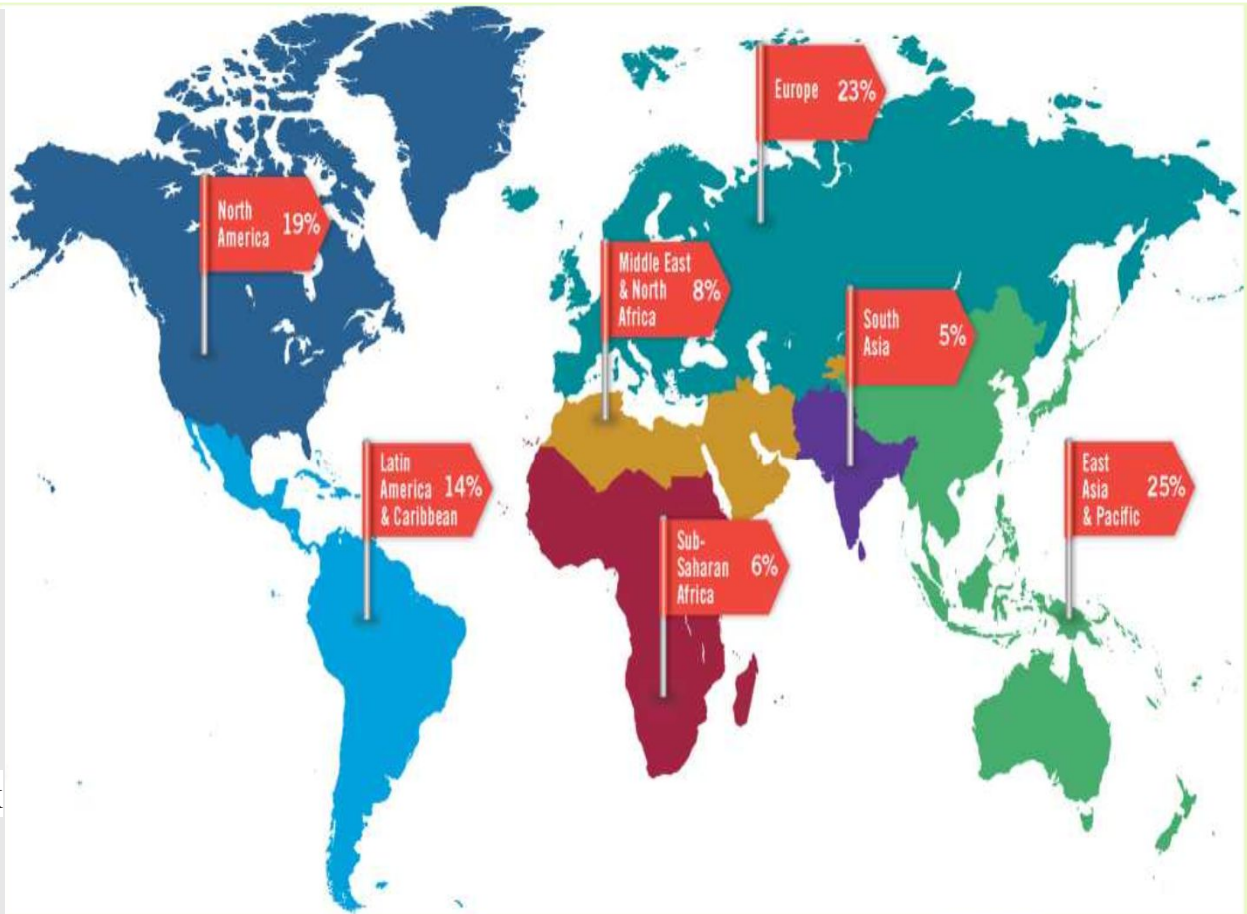 Europe 23%
North
America 19%
Middle East
& North 8%
Africa
South
Asia 5%
Latin
America 14%
& Caribbean
East
Asia 25%
& Pacific
Sub-
Saharan 6%
Africa